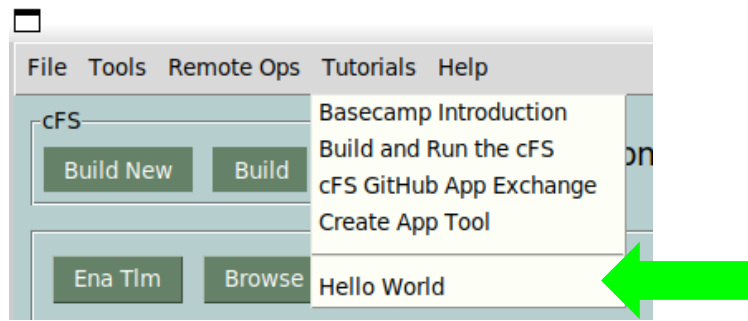 File Tools Remote Ops Tutorials Help
cFS
Build New Build
Basecamp Introduction
Build and Run the cFS
cFS GitHub App Exchange
Create App Tool
Hello World
Ena Tlm Browse